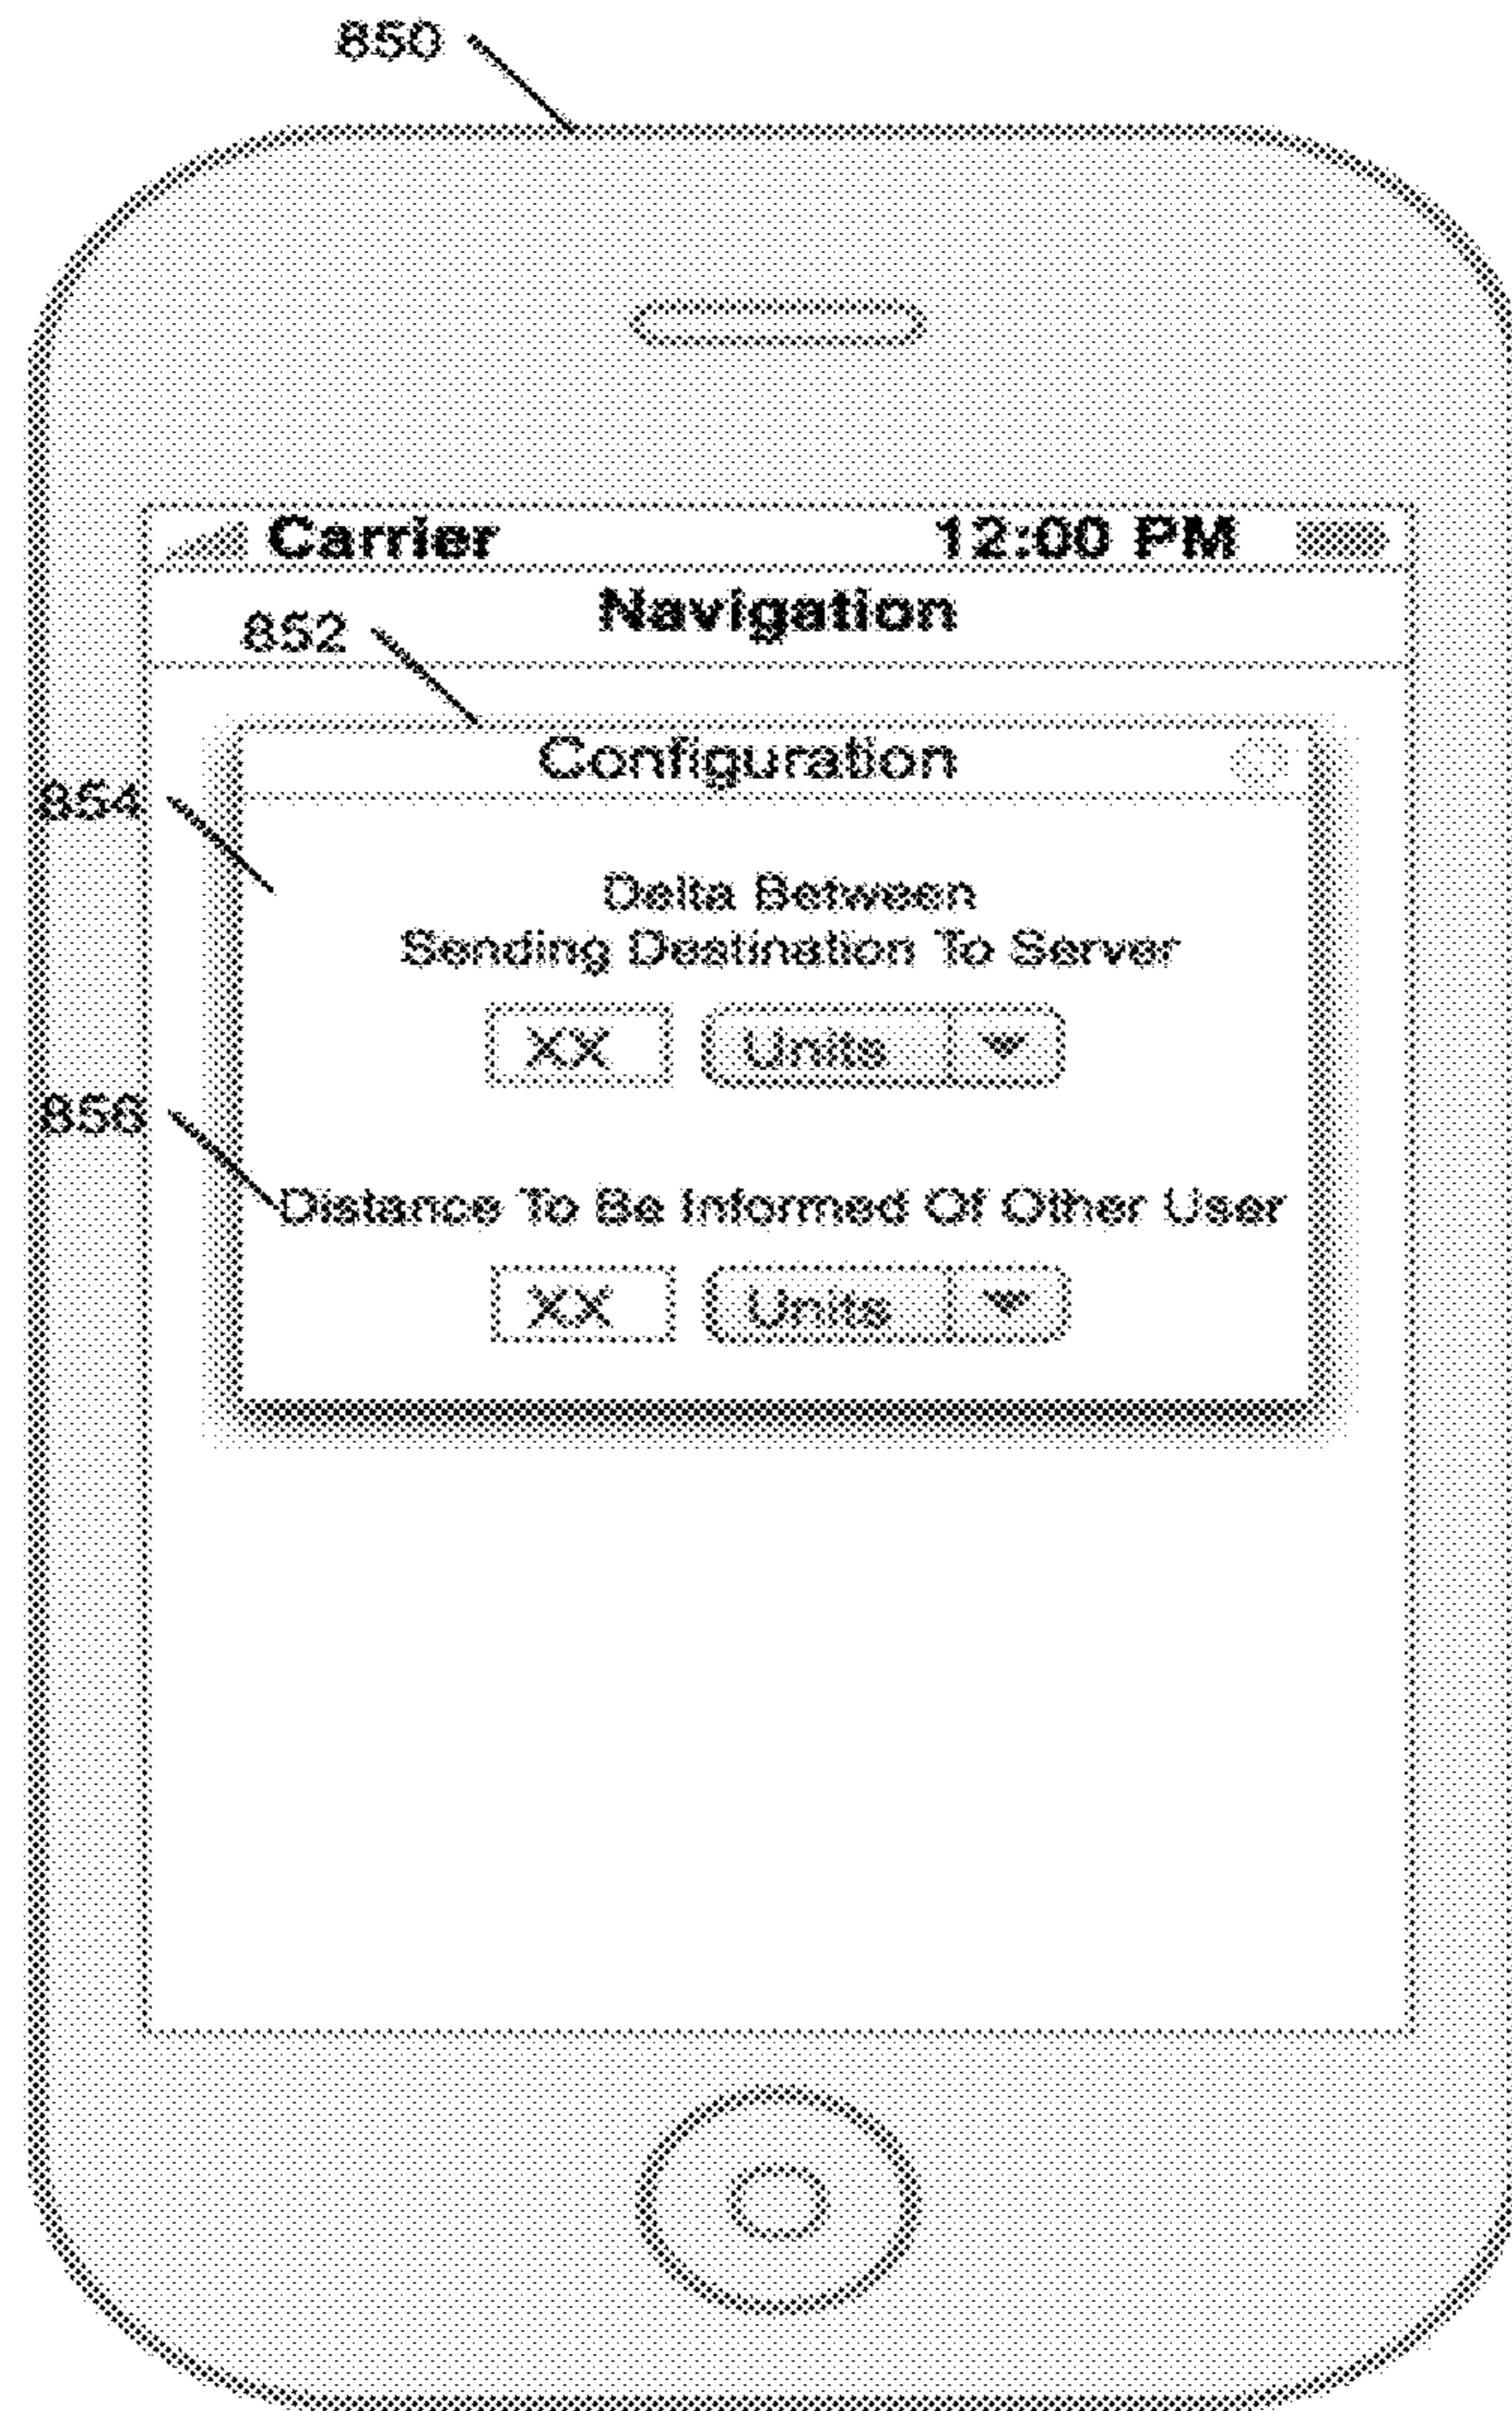 850
Carrier 12:00 PM
Navigation
852
Configuration
854
Delta Between
Sending Destination To Server
XX Units
856
Distance To Be Informed Of Other User
XX Units